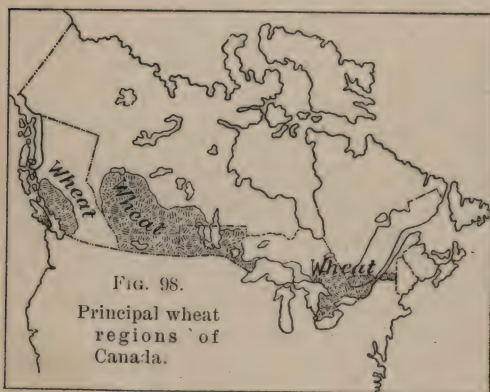 Wheat
Wheat
Wheat
FIG. 98.
Principal wheat
regions of
Canada.